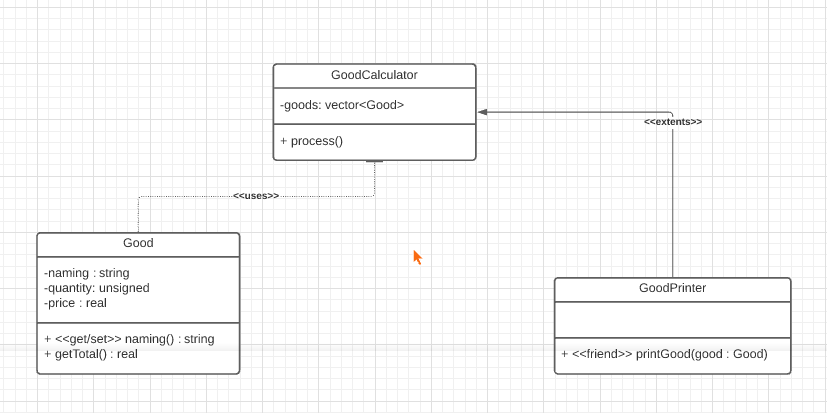 GoodCalculator
-goods: vector<Good>
+ process()
<<extents>>
<<uses>>
Good
-naming : string
-quantity: unsigned
-price : real
+ <<get/set>> naming() : string
+ getTotal() : real
GoodPrinter
+ <<friend>> printGood(good : Good)